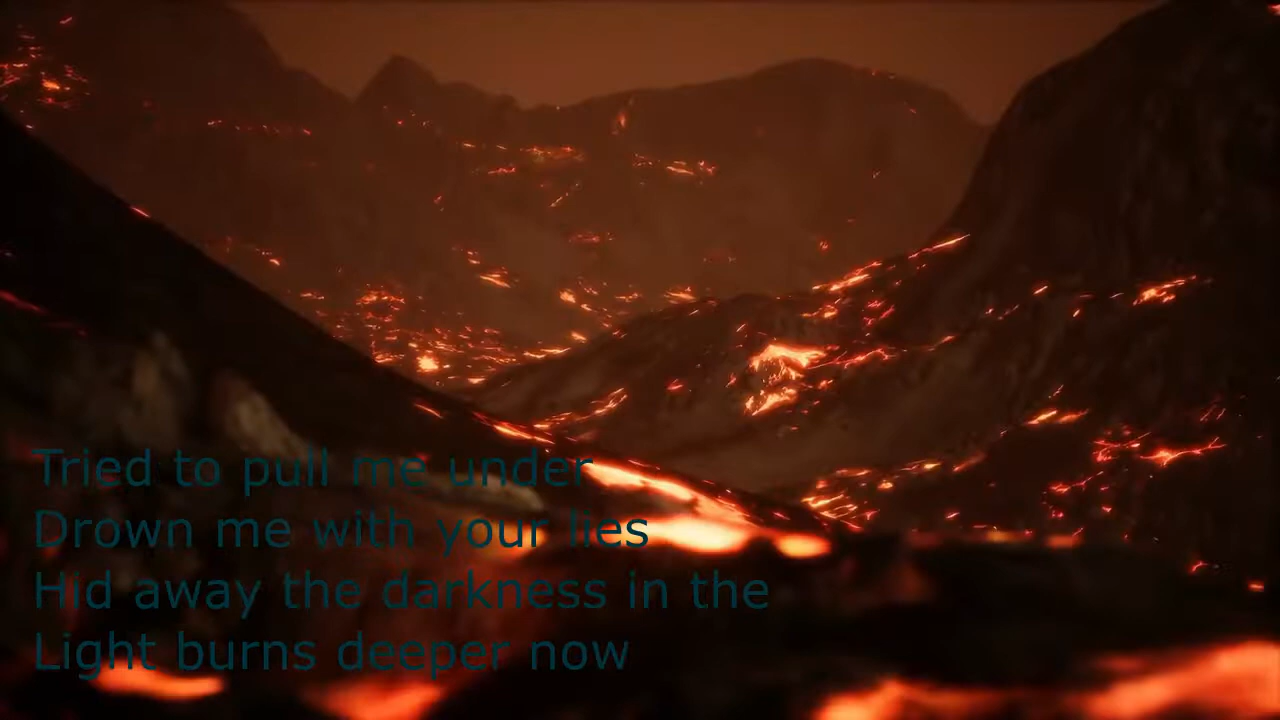 Tried to pull me under
Drown me with your lies
Hid away the darkness in the
Light burns deeper now